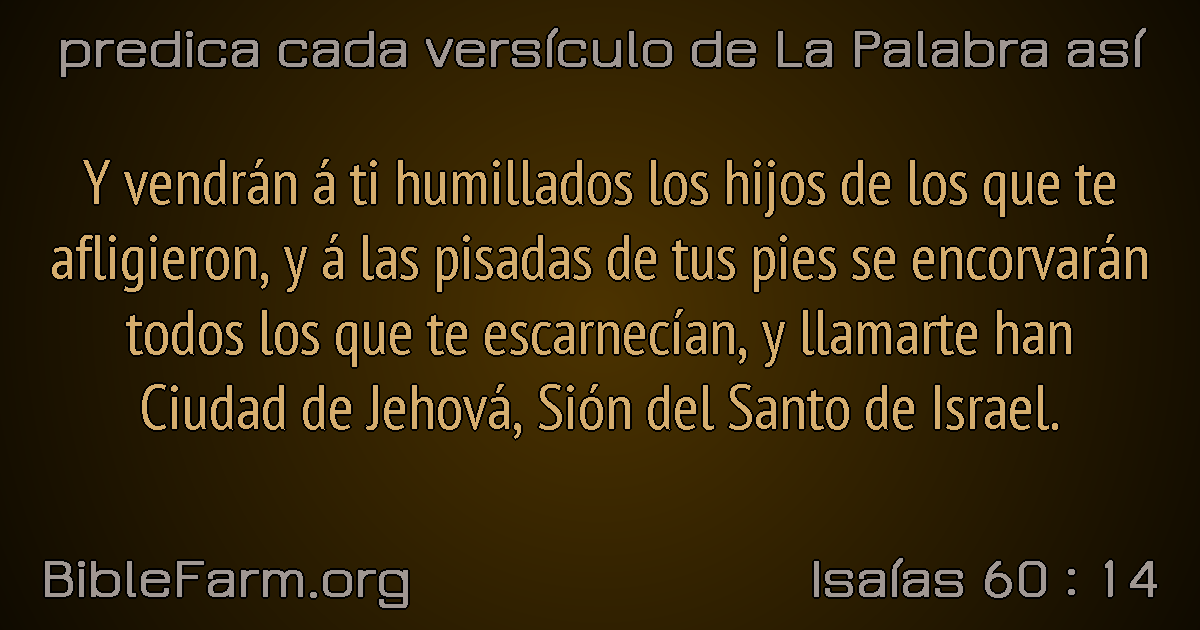 predica cada versículo de La Palabra así
Y vendrán á ti humillados los hijos de los que te
afligieron, y á las pisadas de tus pies se encorvarán
todos los que te escarnecían, y llamarte han
Ciudad de Jehová, Sión del Santo de Israel.
BibleFarm.org
Isaías 60 : 14